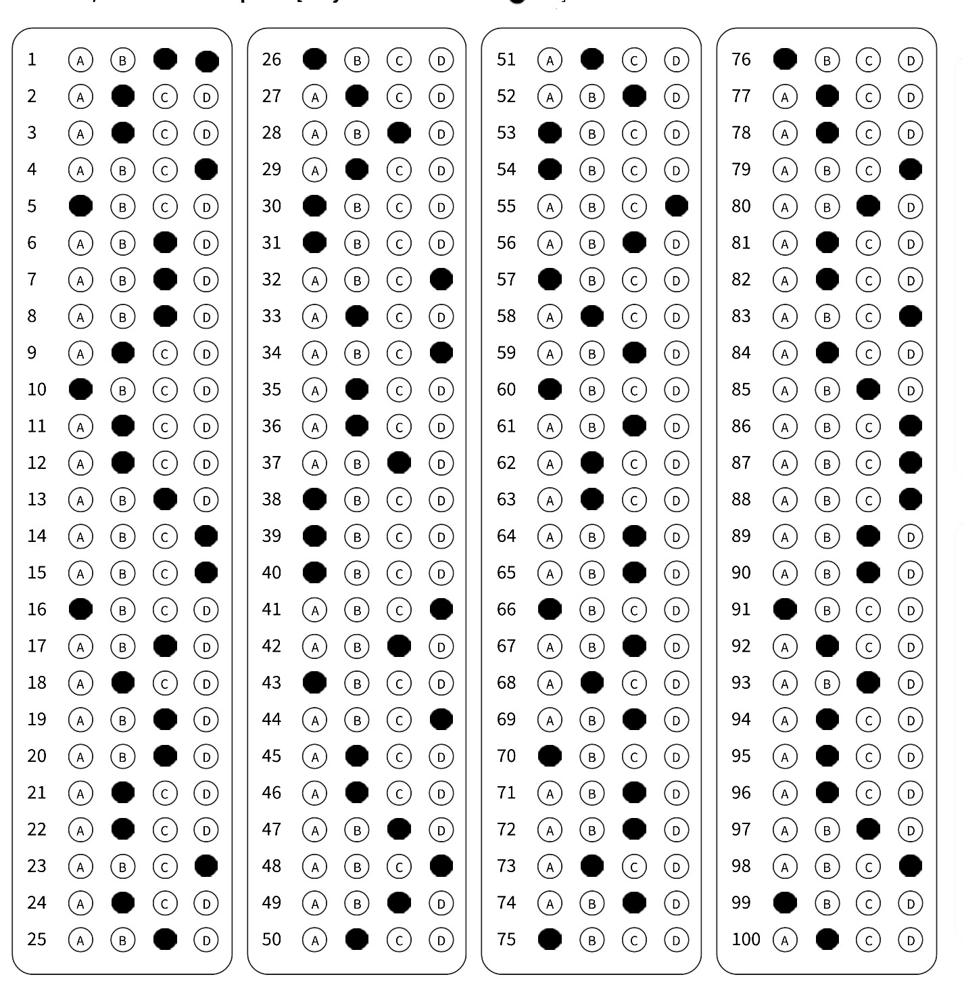 1 A B
2 A C D
3 A C D
4 A B C
5 B C D
6 A B D
7 A B D
8 A B D
9 A C D
10 B C D
11 A C D
12 A C D
13 A B D
14 A B C
15 A B C
16 B C D
17 A B D
18 A C D
19 A B D
20 A B D
21 A C D
22 A C D
23 A B C
24 A C D
25 A B D
26 B C D
27 A C D
28 A B D
29 A C D
30 B C D
31 B C D
32 A B C
33 A C D
34 A B C
35 A C D
36 A C D
37 A B D
38 B C D
39 B C D
40 B C D
41 A B C
42 A B D
43 B C D
44 A B C
45 A C D
46 A C D
47 A B D
48 A B C
49 A B D
50 A C D
51 A C D
52 A B D
53 B C D
54 B C D
55 A B C
56 A B D
57 B C D
58 A C D
59 A B D
60 B C D
61 A B D
62 A C D
63 A C D
64 A B D
65 A B D
66 B C D
67 A B D
68 A C D
69 A B D
70 B C D
71 A B D
72 A B D
73 A C D
74 A B D
75 B C D
76 B C D
77 A C D
78 A C D
79 A B C
80 A B D
81 A C D
82 A C D
83 A B C
84 A C D
85 A B D
86 A B C
87 A B C
88 A B C
89 A B D
90 A B D
91 B C D
92 A C D
93 A B D
94 A C D
95 A C D
96 A C D
97 A B D
98 A B C
99 B C D
100 A C D